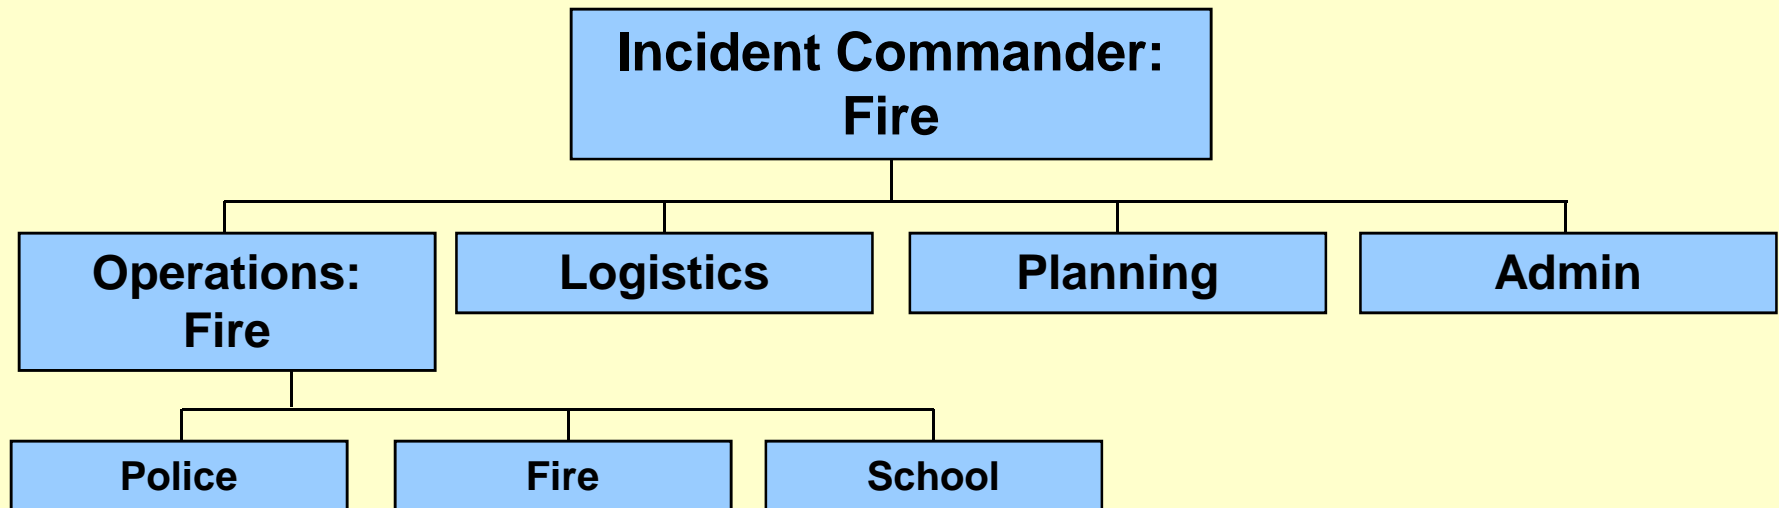 Incident Commander:
Fire
Operations:
Fire
Logistics
Planning
Admin
Police
Fire
School